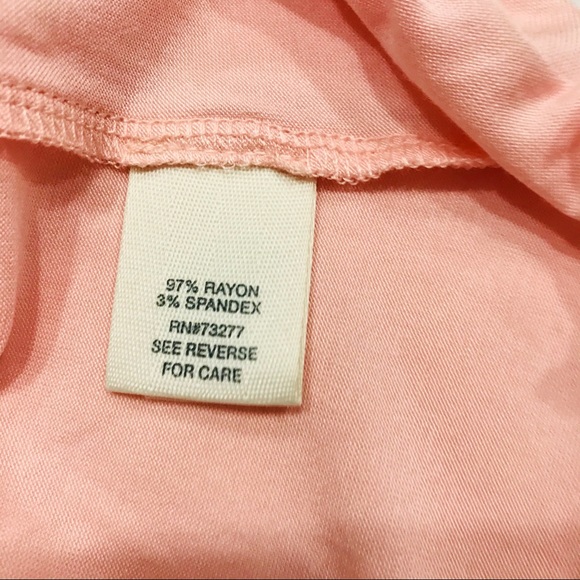 97% RAYON
3% SPANDEX
RN#73277
SEE REVERSE
FOR CARE